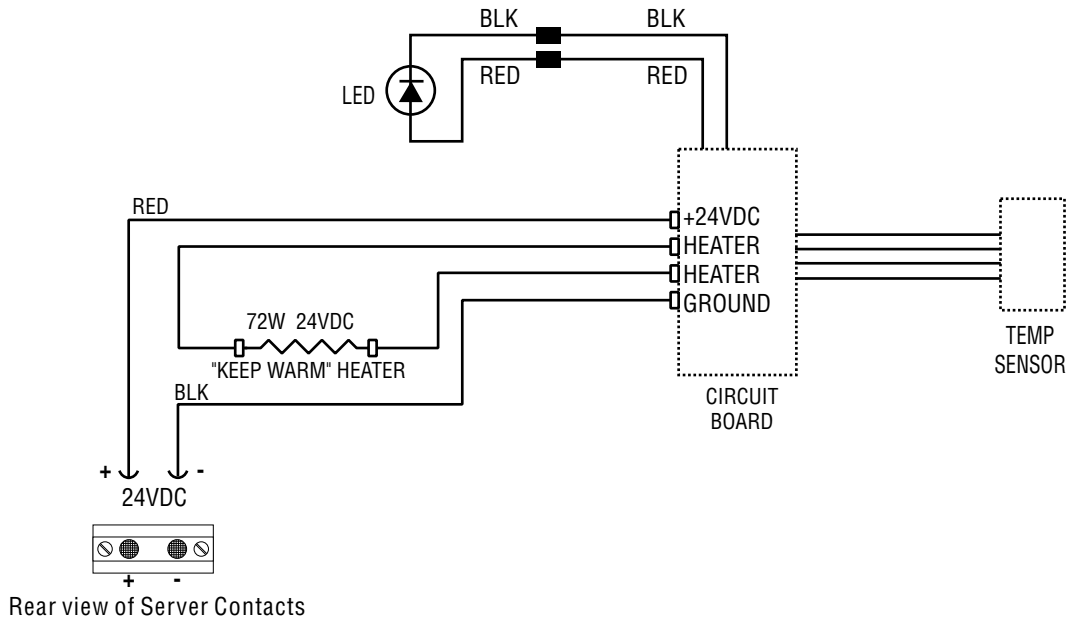 BLK BLK
RED RED
LED
RED
+24VDC
HEATER
HEATER
GROUND
72W 24VDC
"KEEP WARM" HEATER
BLK
TEMP
SENSOR
CIRCUIT
BOARD
+ -
24VDC
+ -
Rear view of Server Contacts